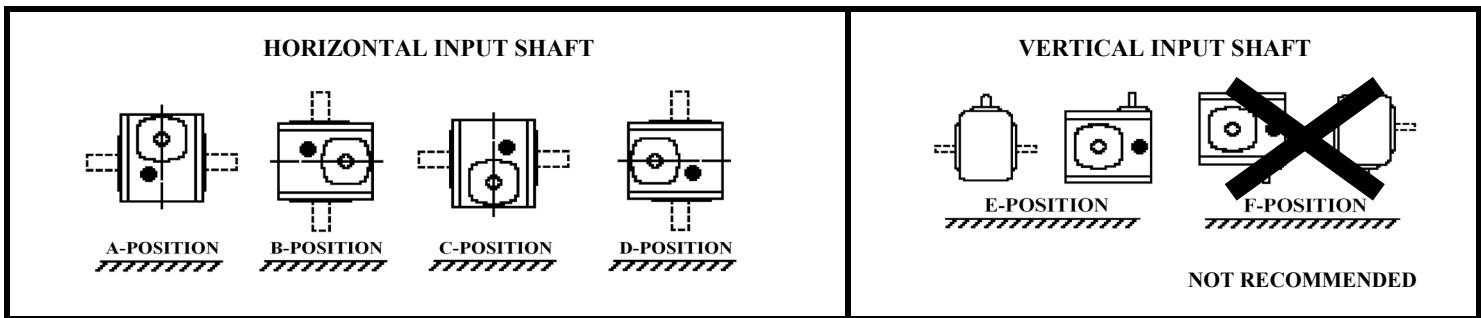 HORIZONTAL INPUT SHAFT
A-POSITION
B-POSITION
C-POSITION
D-POSITION
VERTICAL INPUT SHAFT
E-POSITION
F-POSITION
NOT RECOMMENDED